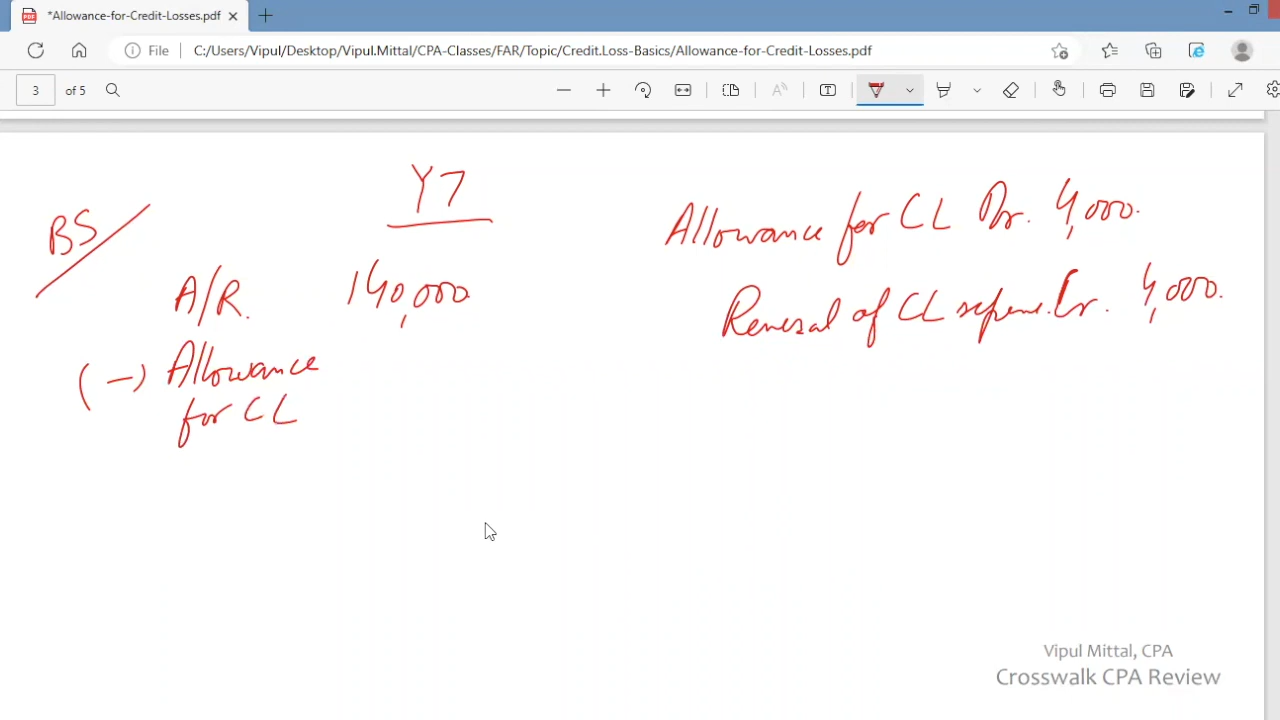 *Allowance-for-Credit-Losses.pdf
File
C:/Users/Vipul/Desktop/Vipul.Mittal/CPA-Classes/FAR/Topic/Credit.Loss-Basics/Allowance-for-Credit-Losses.pdf
3 of 5
Y7
BS
A/R. 140,000
(-) Allowance
for CL
Allowance for CL Dr. 4,000.
Reversal of CL Cr. 4,000.
Vipul Mittal, CPA
Crosswalk CPA Review